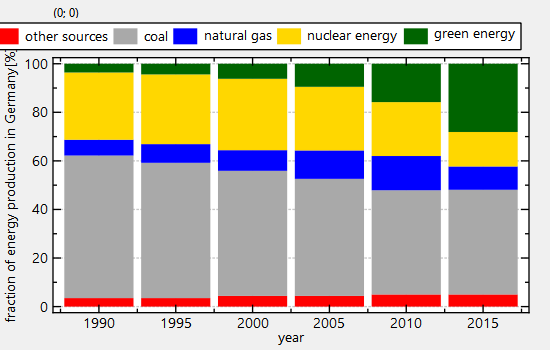 (0; 0)
other sources coal natural gas nuclear energy green energy
fraction of energy production in Germany[%]
100
80
60
40
20
0
1990 1995 2000 2005 2010 2015
year